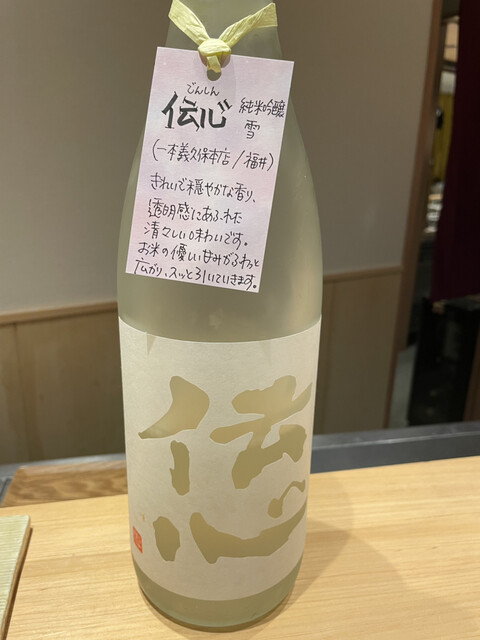 でんしん
伝心 純米吟醸
雪
(一本義久保本店/福井)
きれいで穏やかな香り、
透明感にあふれた
清々しい味わいです。
お米の優しい甘みがふわっと
広がり、スッと引いていきます。
伝心